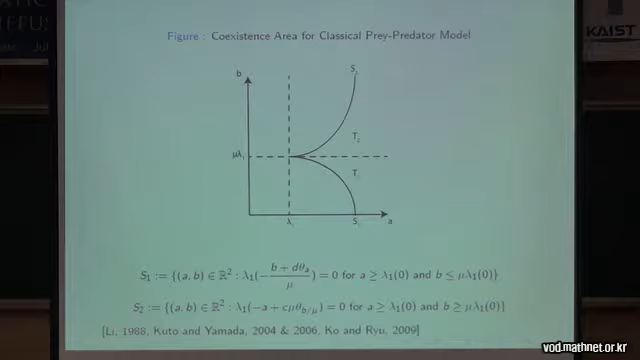 Figure : Coexistence Area for Classical Prey-Predator Model
KAIST
b
S₂
T₂
μλ₁
T₁
λ₁
S₁
a
S₁ := {(a, b) ∈ ℝ² : λ₁(−(b + dθₐ)/μ) = 0 for a ≥ λ₁(0) and b ≤ μλ₁(0)}
S₂ := {(a, b) ∈ ℝ² : λ₁(−a + cμθ_{b/μ}) = 0 for a ≥ λ₁(0) and b ≥ μλ₁(0)}
[Li, 1988, Kuto and Yamada, 2004 & 2006, Ko and Ryu, 2009]
vod.mathnet.or.kr